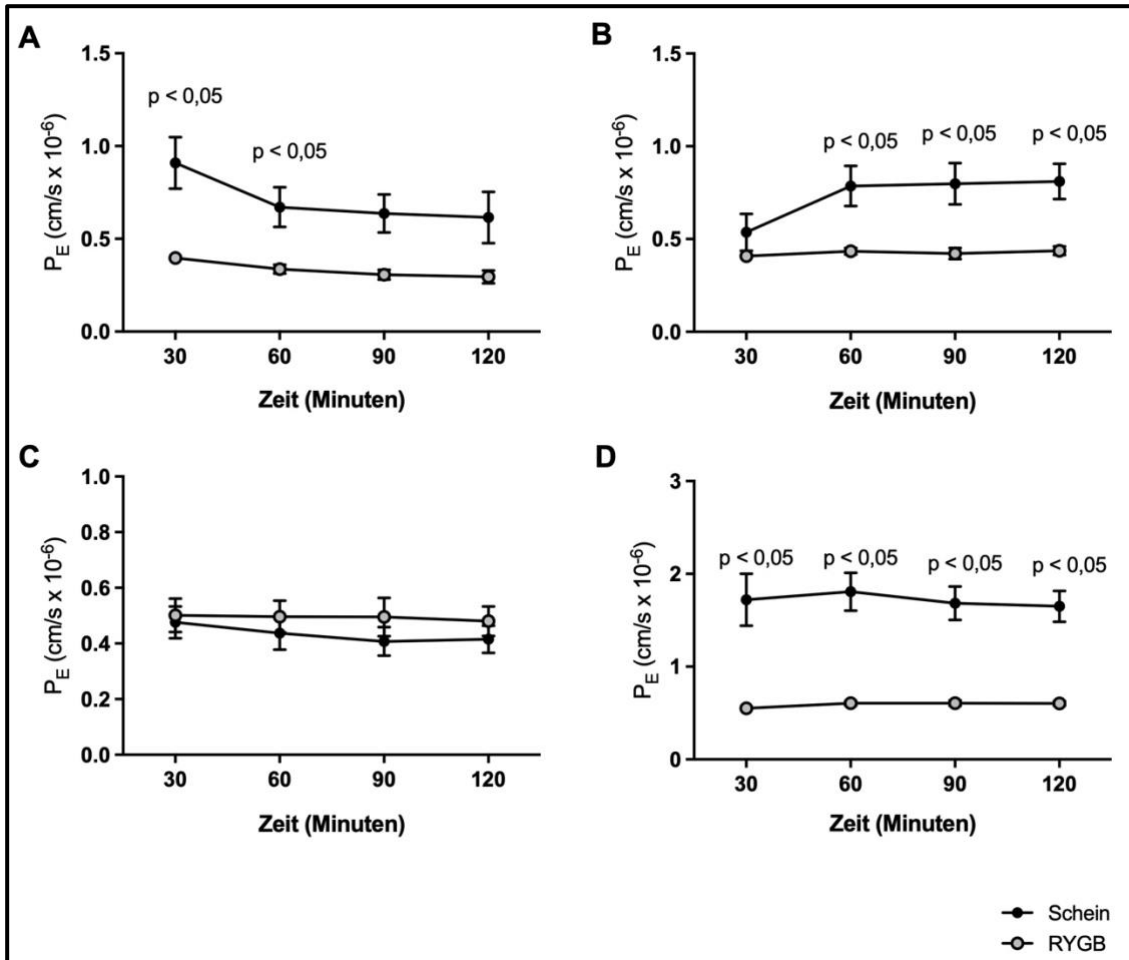 A
P_E (cm/s x 10^-6)
1.5
1.0
0.5
0.0
p < 0,05
p < 0,05
30 60 90 120
Zeit (Minuten)
B
P_E (cm/s x 10^-6)
1.5
1.0
0.5
0.0
p < 0,05
p < 0,05
p < 0,05
30 60 90 120
Zeit (Minuten)
C
P_E (cm/s x 10^-6)
1.0
0.8
0.6
0.4
0.2
0.0
30 60 90 120
Zeit (Minuten)
D
P_E (cm/s x 10^-6)
3
2
1
0
p < 0,05
p < 0,05
p < 0,05
p < 0,05
30 60 90 120
Zeit (Minuten)
Schein
RYGB